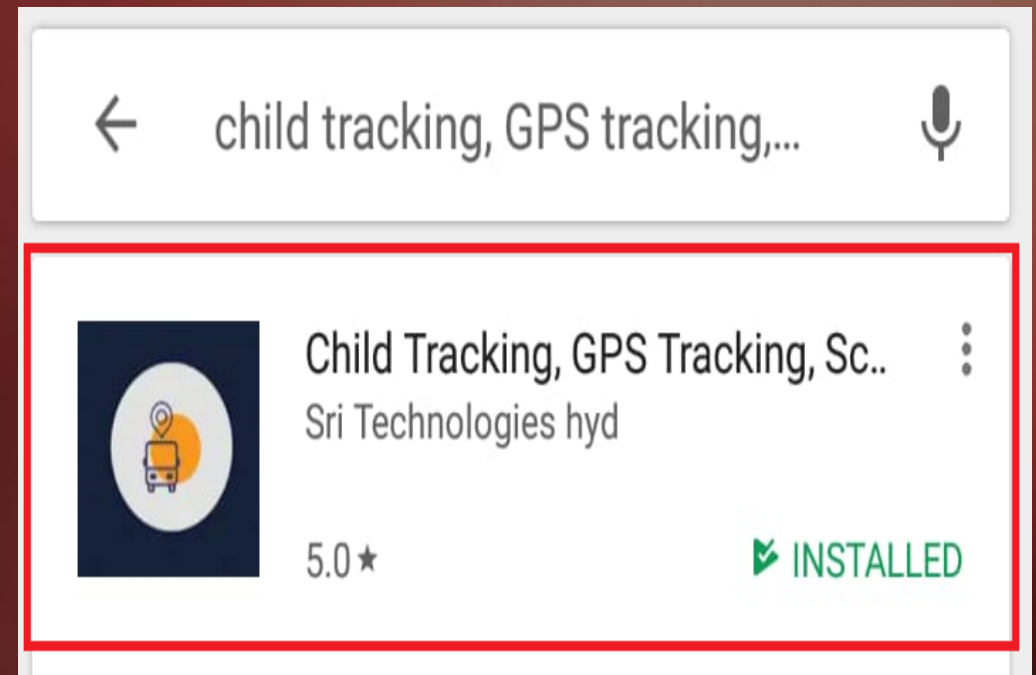 child tracking, GPS tracking,...
Child Tracking, GPS Tracking, Sc..
Sri Technologies hyd
5.0★
INSTALLED